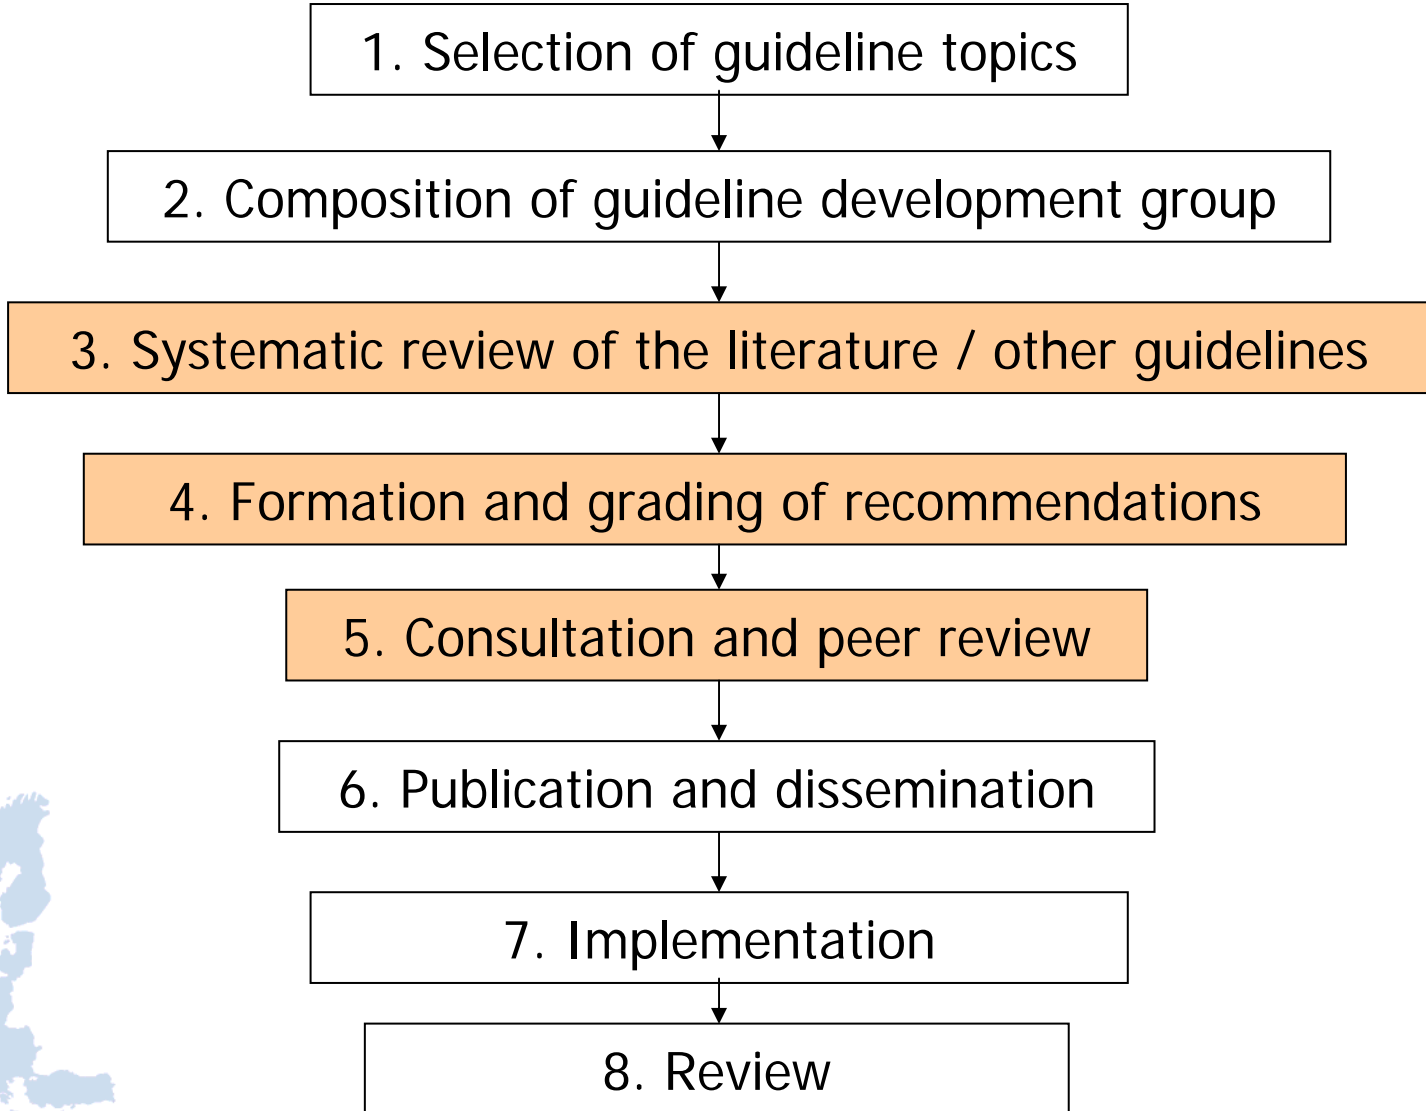 1. Selection of guideline topics
2. Composition of guideline development group
3. Systematic review of the literature / other guidelines
4. Formation and grading of recommendations
5. Consultation and peer review
6. Publication and dissemination
7. Implementation
8. Review